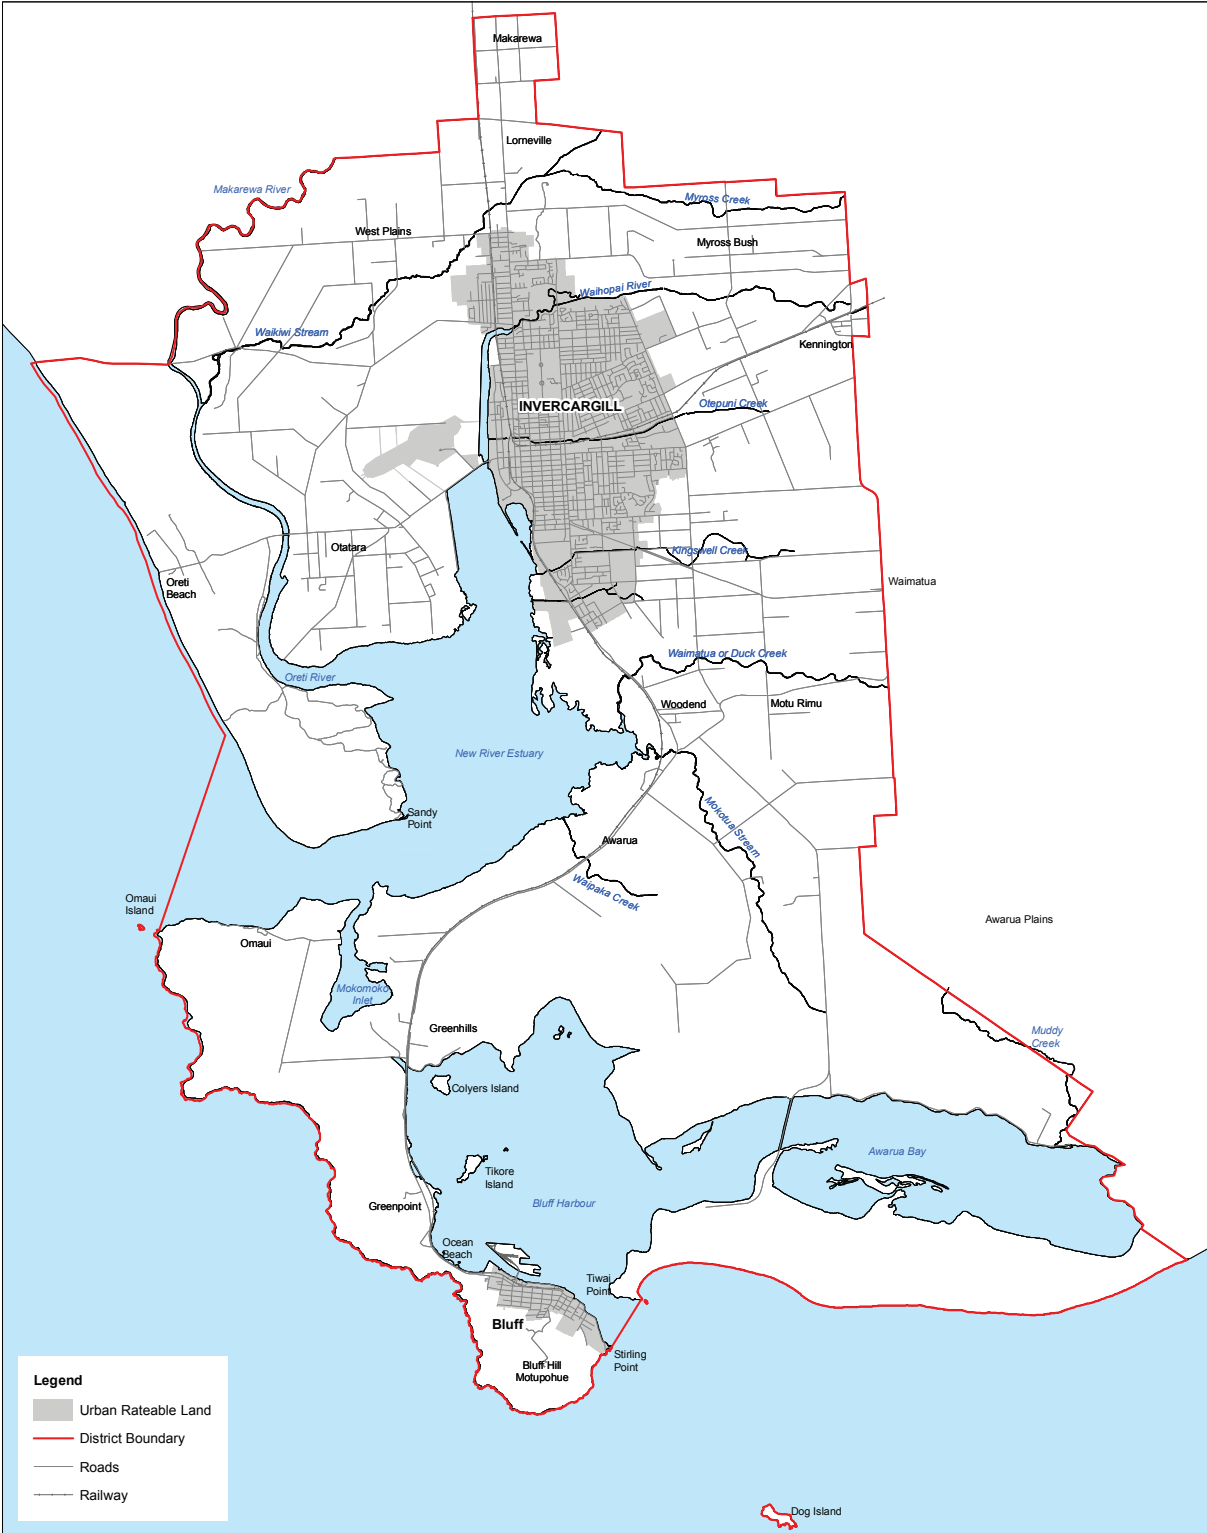 Makarewa
Lorneville
Makarewa River
Myross Creek
West Plains
Myross Bush
Waihopai River
Waikiwi Stream
Kennington
INVERCARGILL
Otepuni Creek
Otatara
Kingswell Creek
Oreti
Beach
Waimatua
Waimatua or Duck Creek
Oreti River
Woodend
Motu Rimu
New River Estuary
Sandy
Point
Mokotua Stream
Awarua
Waipaka Creek
Omaui
Island
Awarua Plains
Omaui
Mokomoko
Inlet
Greenhills
Muddy
Creek
Colyers Island
Awarua Bay
Tikore
Island
Greenpoint
Bluff Harbour
Ocean
Beach
Tiwai
Point
Bluff
Stirling
Point
Bluff Hill
Motupohue
Legend
Urban Rateable Land
District Boundary
Roads
Railway
Dog Island